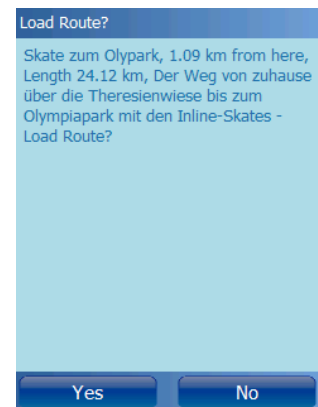 Load Route?
Skate zum Olypark, 1.09 km from here,
Length 24.12 km, Der Weg von zuhause
über die Theresienwiese bis zum
Olympiapark mit den Inline-Skates -
Load Route?
Yes No